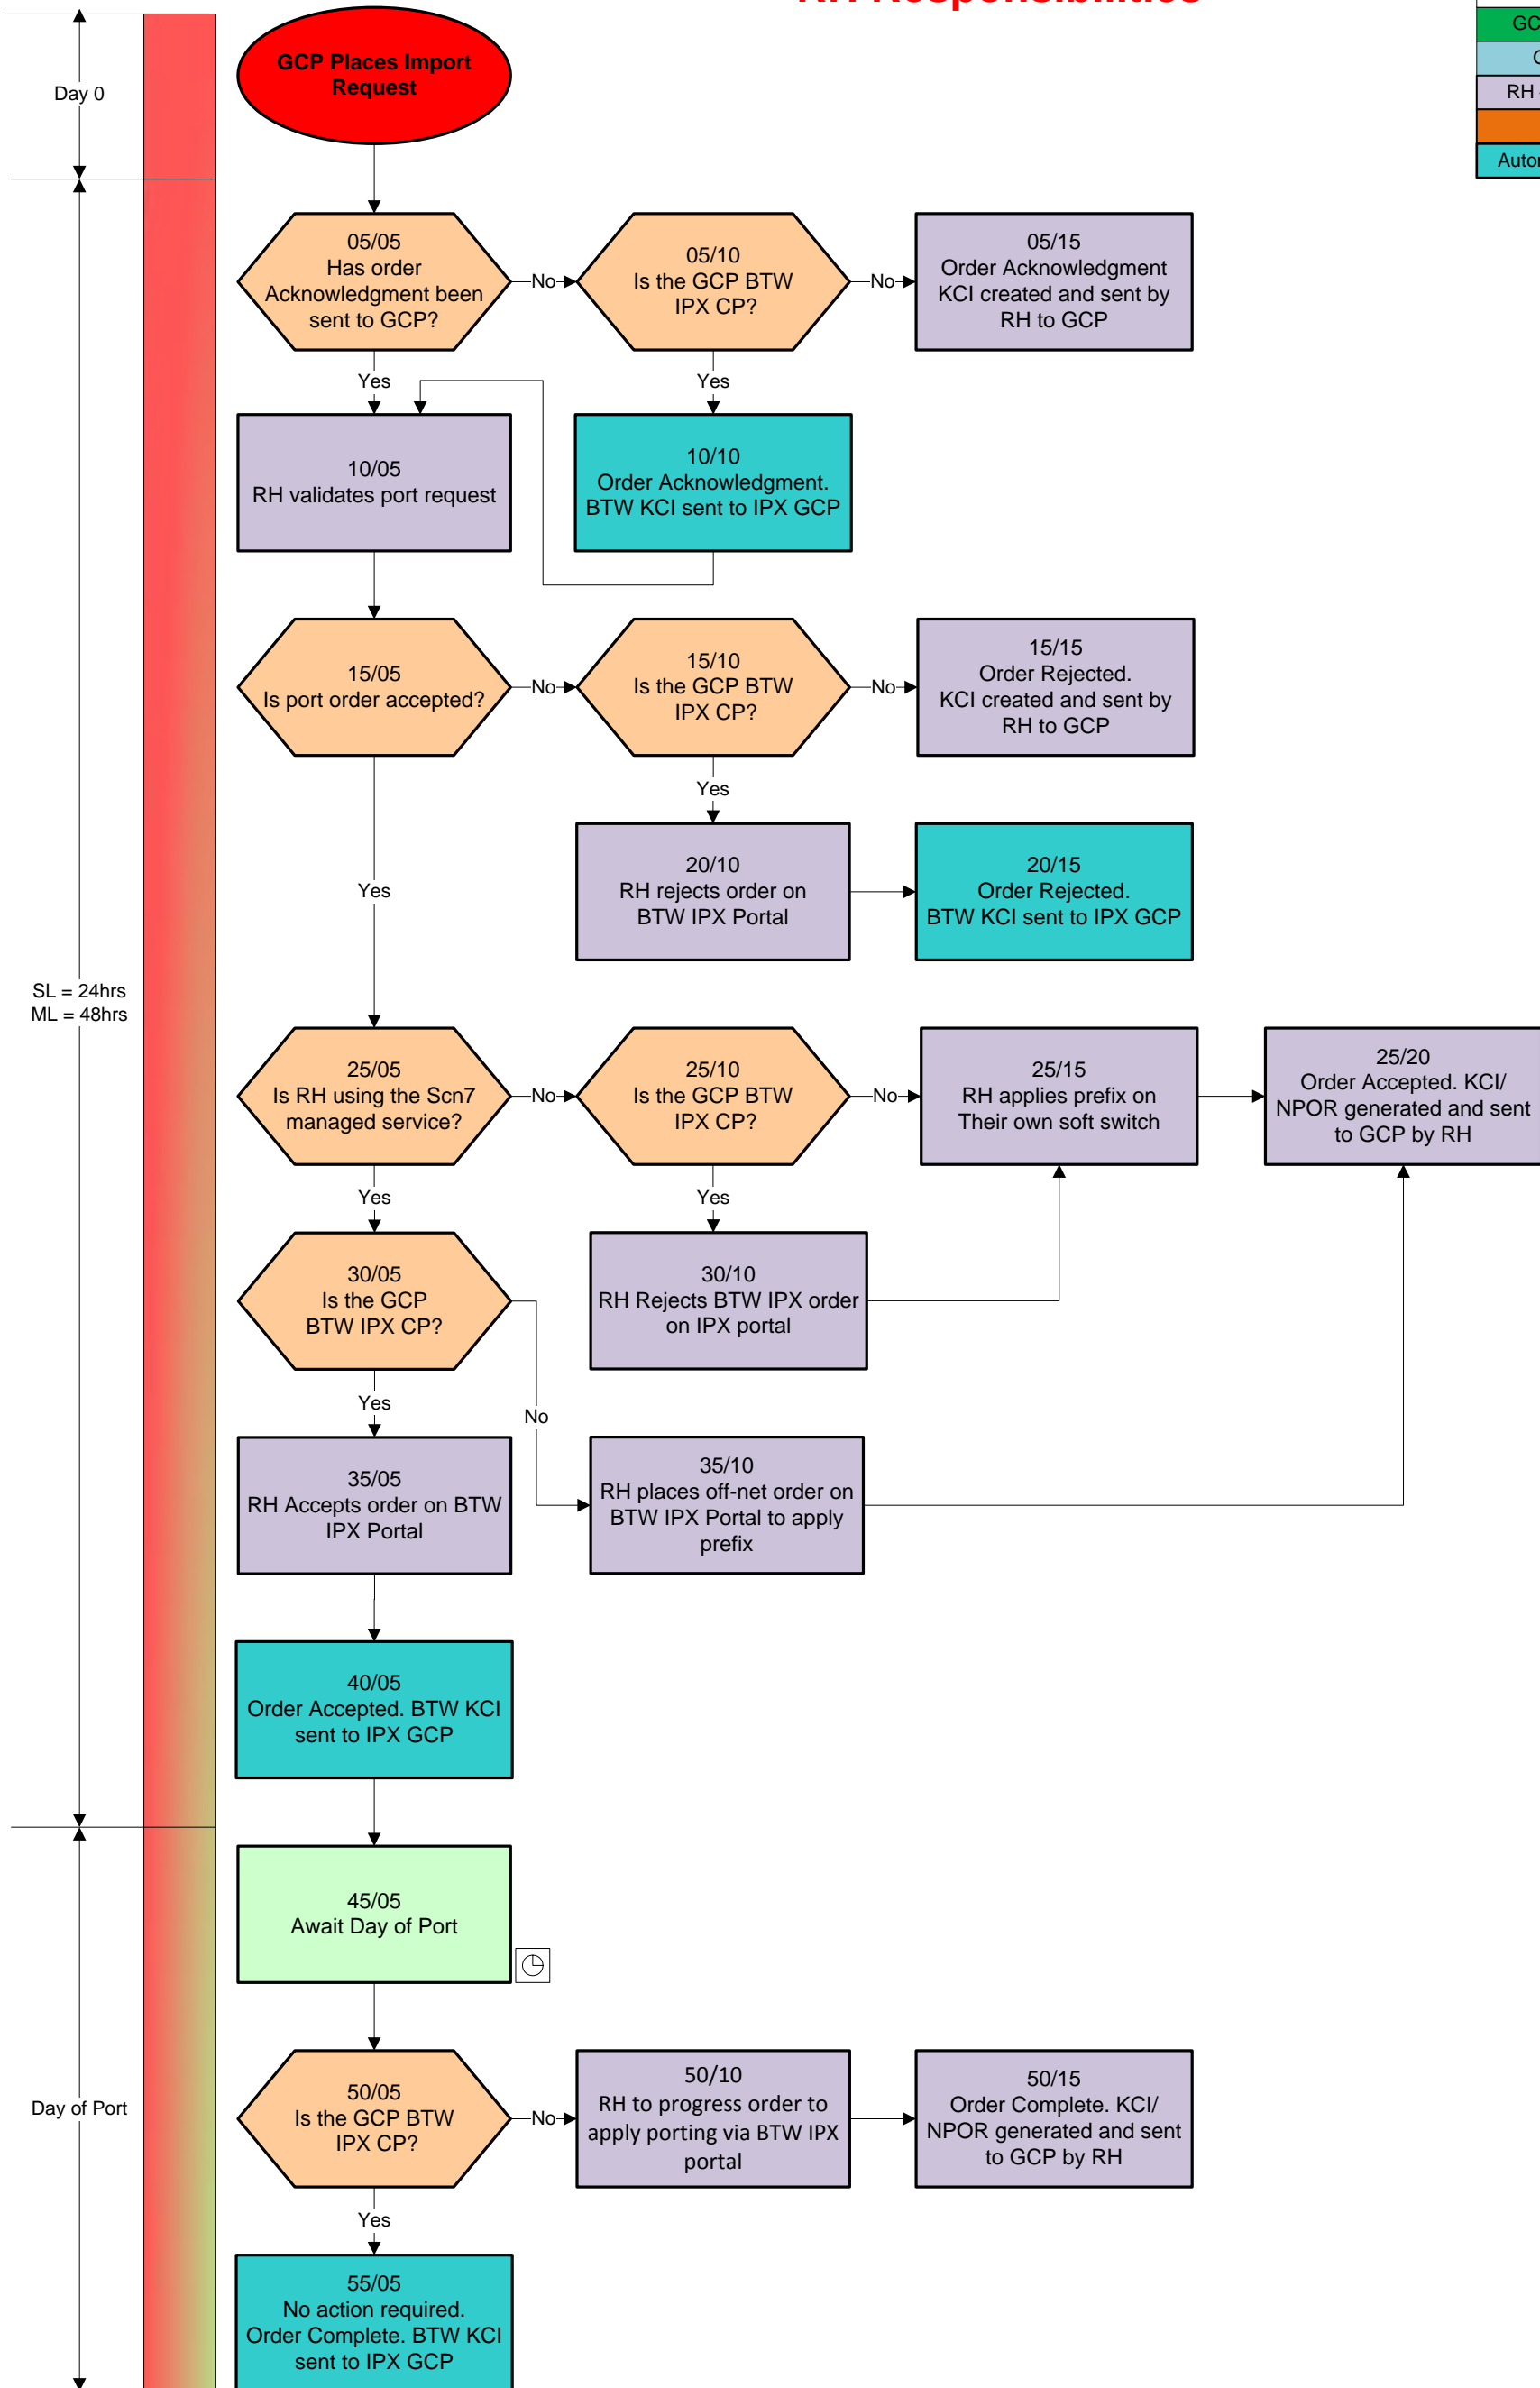 RH Responsibilities
GCP Places Import
Request
Day 0
RH
05/05
Has order
Acknowledgment been
sent to GCP?
No
05/10
Is the GCP BTW
IPX CP?
No
05/15
Order Acknowledgment
KCI created and sent by
RH to GCP
Yes
Yes
10/05
RH validates port request
10/10
Order Acknowledgment.
BTW KCI sent to IPX GCP
15/05
Is port order accepted?
No
15/10
Is the GCP BTW
IPX CP?
No
15/15
Order Rejected.
KCI created and sent by
RH to GCP
Yes
Yes
20/10
RH rejects order on
BTW IPX Portal
20/15
Order Rejected.
BTW KCI sent to IPX GCP
SL = 24hrs
ML = 48hrs
25/05
Is RH using the Scn7
managed service?
No
25/10
Is the GCP BTW
IPX CP?
No
25/15
RH applies prefix on
Their own soft switch
25/20
Order Accepted. KCI/
NPOR generated and sent
to GCP by RH
Yes
Yes
30/05
Is the GCP
BTW IPX CP?
30/10
RH Rejects BTW IPX order
on IPX portal
Yes
No
35/05
RH Accepts order on BTW
IPX Portal
35/10
RH places off-net order on
BTW IPX Portal to apply
prefix
40/05
Order Accepted. BTW KCI
sent to IPX GCP
45/05
Await Day of Port
Day of Port
50/05
Is the GCP BTW
IPX CP?
No
50/10
RH to progress order to
apply porting via BTW IPX
portal
50/15
Order Complete. KCI/
NPOR generated and sent
to GCP by RH
Yes
55/05
No action required.
Order Complete. BTW KCI
sent to IPX GCP